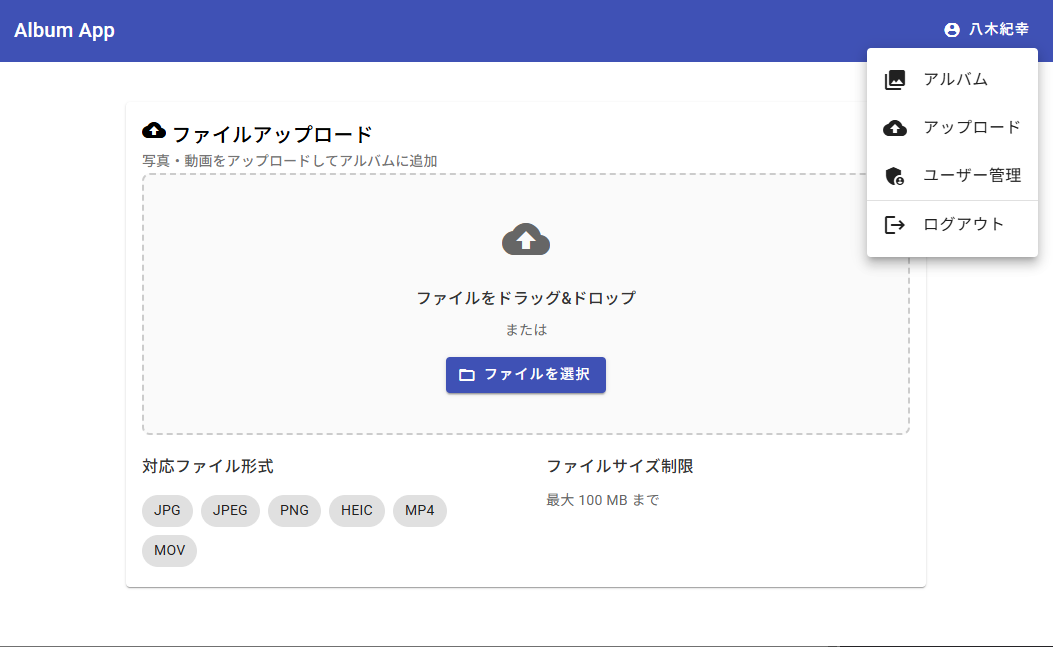 Album App
八木紀幸
アルバム
アップロード
ユーザー管理
ログアウト
ファイルアップロード
写真・動画をアップロードしてアルバムに追加
ファイルをドラッグ&ドロップ
または
ファイルを選択
対応ファイル形式
JPG JPEG PNG HEIC MP4
MOV
ファイルサイズ制限
最大 100 MB まで